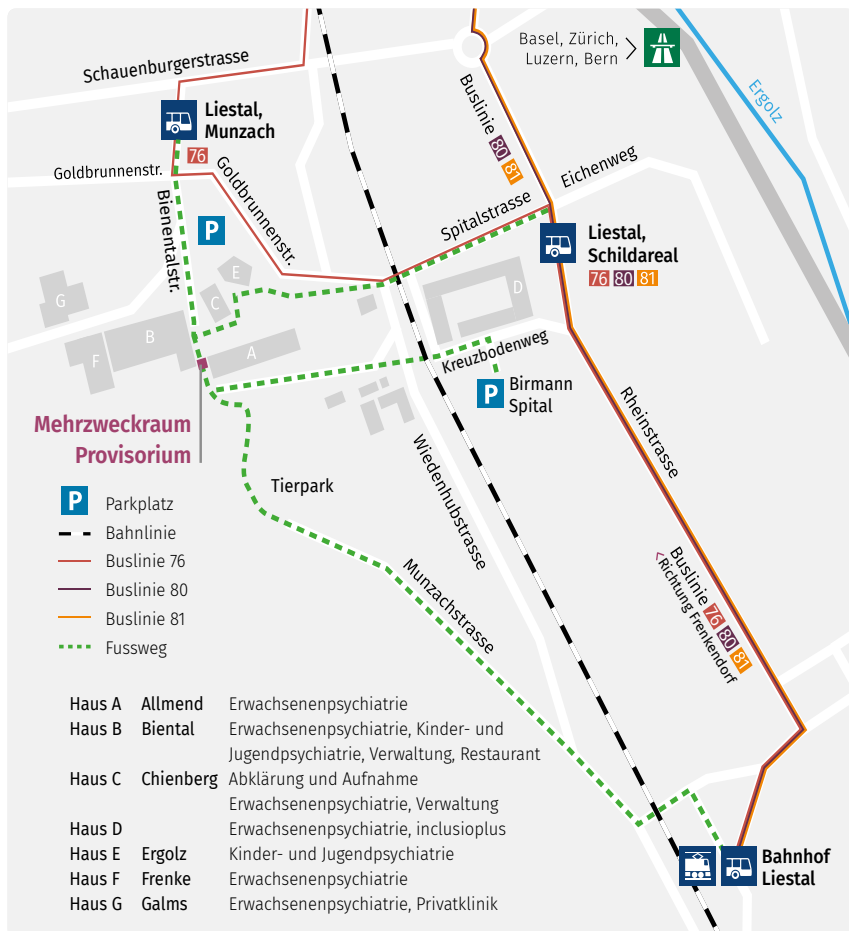 Basel, Zürich,
Luzern, Bern
Schauenburgerstrasse
Ergolz
Liestal,
Munzach
76
Buslinie 80
81
Goldbrunnenstr.
Goldbrunnenstr.
Eichenweg
Bienentalstr.
P
Spitalstrasse
Liestal,
Schildareal
76 80 81
E
G
C
D
B
A
F
Kreuzbodenweg
P
Birmann
Spital
Mehrzweckraum
Provisorium
Rheinstrasse
Wiedenhubstrasse
Tierpark
P Parkplatz
Bahnlinie
Buslinie 76
Buslinie 80
Buslinie 81
Fussweg
Munzachstrasse
Buslinie 76 80 81
<Richtung Frenkendorf
Haus A Allmend Erwachsenenpsychiatrie
Haus B Biental Erwachsenenpsychiatrie, Kinder- und
Jugendpsychiatrie, Verwaltung, Restaurant
Haus C Chienberg Abklärung und Aufnahme
Erwachsenenpsychiatrie, Verwaltung
Haus D Erwachsenenpsychiatrie, inclusioplus
Haus E Ergolz Kinder- und Jugendpsychiatrie
Haus F Frenke Erwachsenenpsychiatrie
Haus G Galms Erwachsenenpsychiatrie, Privatklinik
Bahnhof
Liestal